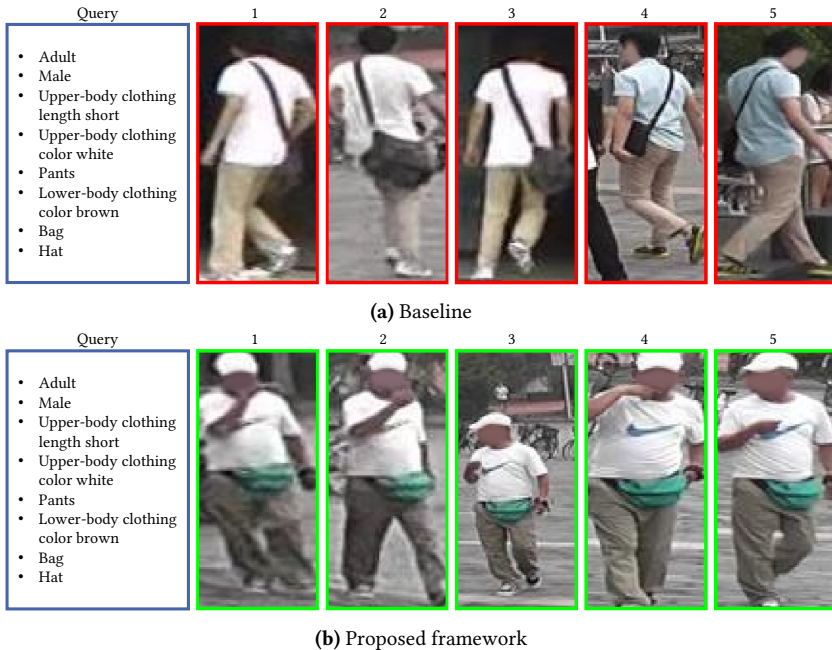 Query 1 2 3 4 5
• Adult
• Male
• Upper-body clothing
length short
• Upper-body clothing
color white
• Pants
• Lower-body clothing
color brown
• Bag
• Hat
(a) Baseline
Query 1 2 3 4 5
• Adult
• Male
• Upper-body clothing
length short
• Upper-body clothing
color white
• Pants
• Lower-body clothing
color brown
• Bag
• Hat
(b) Proposed framework